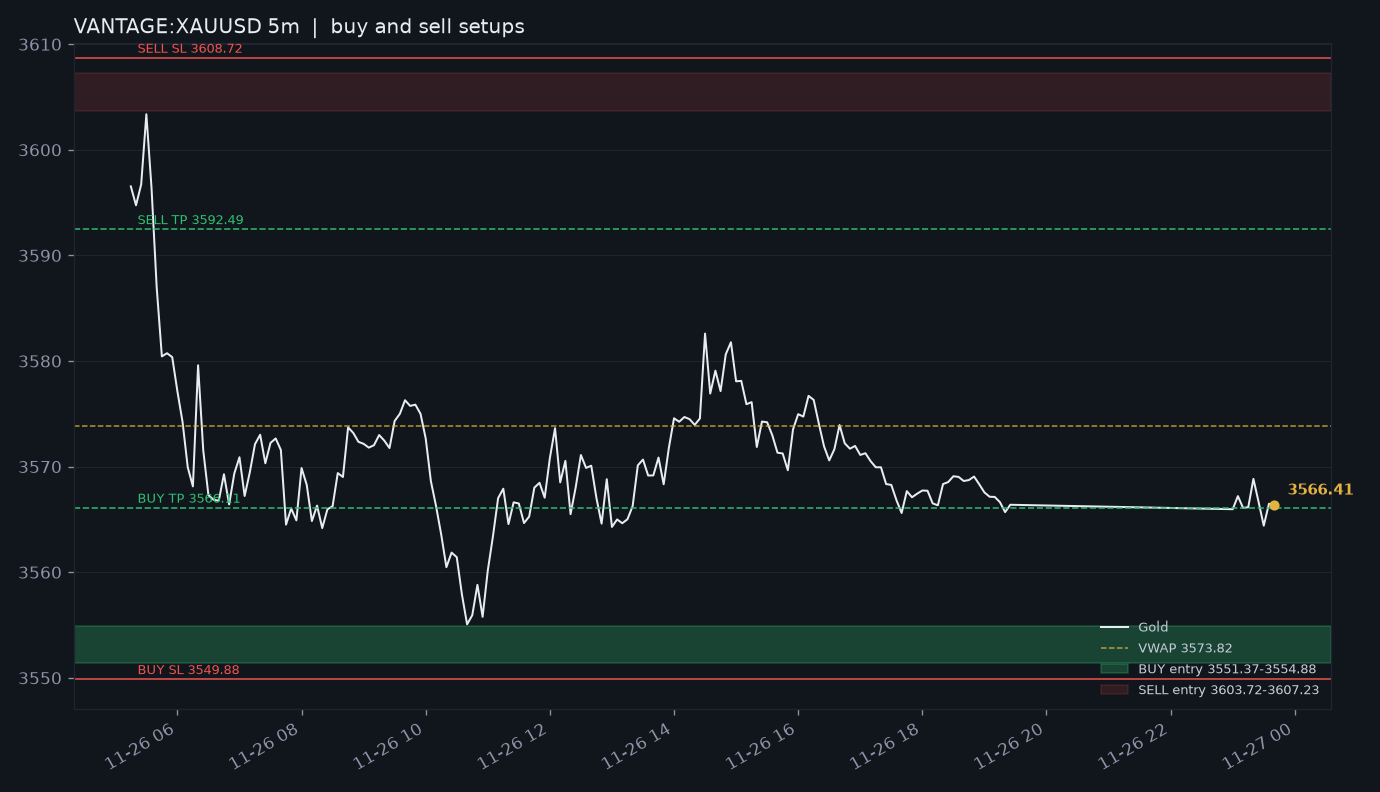 VANTAGE:XAUUSD 5m | buy and sell setups
3610
SELL SL 3608.72
3600
SELL TP 3592.49
3590
3580
3570
BUY TP 3566.11
3566.41
3560
3550
BUY SL 3549.88
Gold
VWAP 3573.82
BUY entry 3551.37-3554.88
SELL entry 3603.72-3607.23
11-26 06
11-26 08
11-26 10
11-26 12
11-26 14
11-26 16
11-26 18
11-26 20
11-26 22
11-27 00